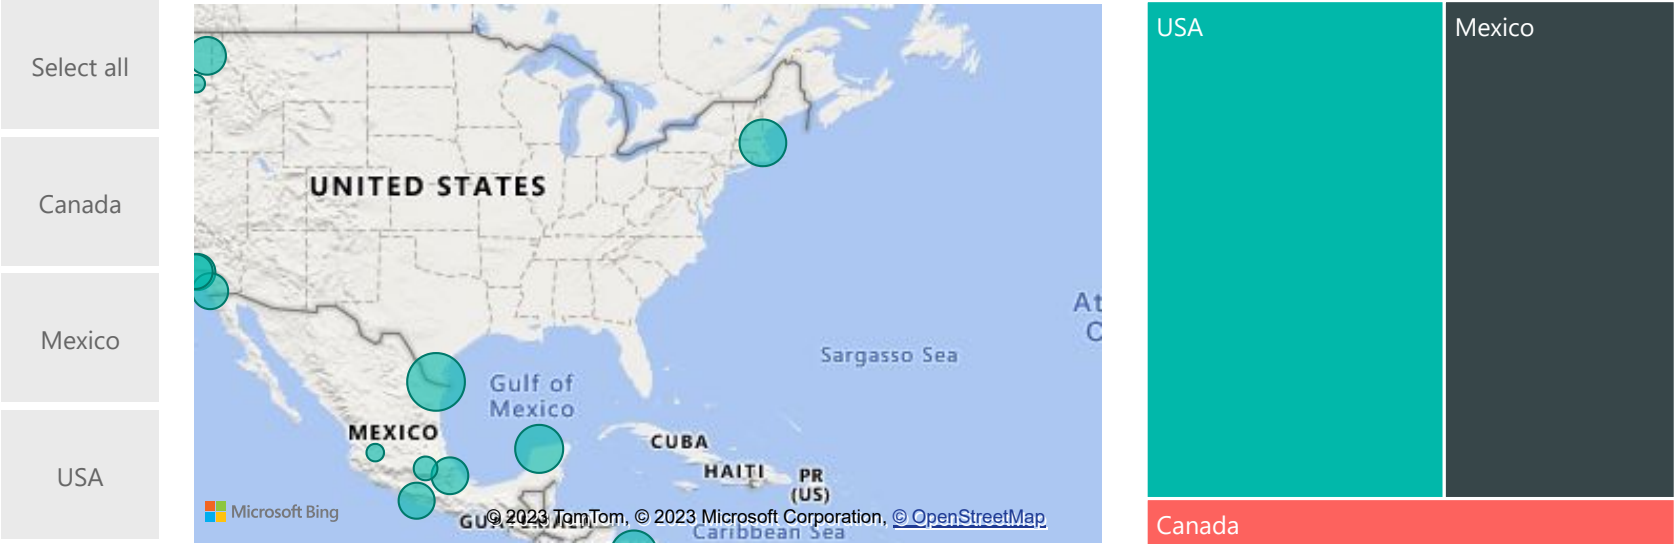 Select all
Canada
Mexico
USA
UNITED STATES
At
O
Sargasso Sea
Gulf of
Mexico
MEXICO
CUBA
HAITI
PR
(US)
Microsoft Bing
© 2023 TomTom, © 2023 Microsoft Corporation, © OpenStreetMap
Caribbean Sea
USA
Mexico
Canada